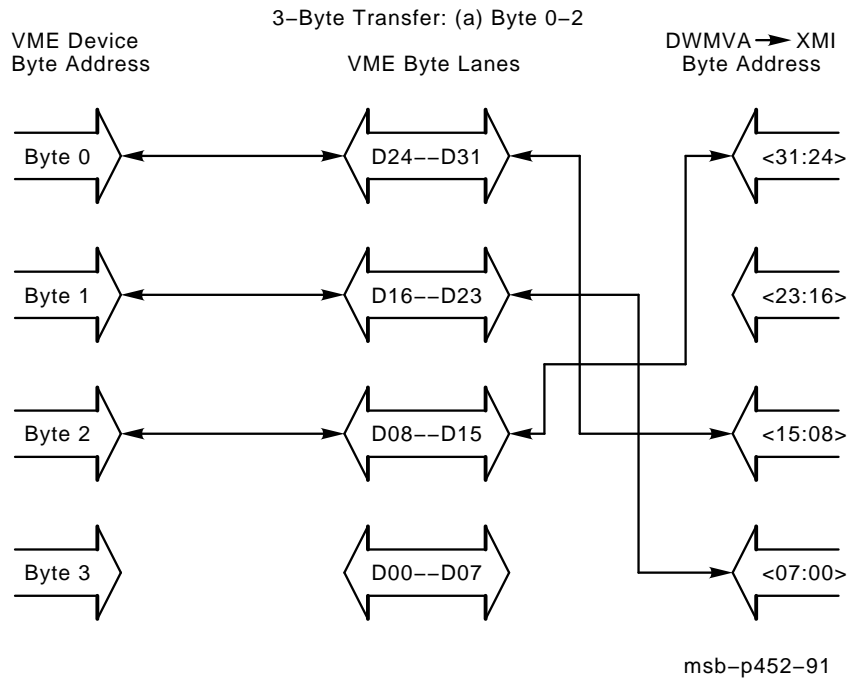 3−Byte Transfer: (a) Byte 0−2
VME Device
Byte Address
VME Byte Lanes
DWMVA XMI
Byte Address
Byte 0
D24−−D31
<31:24>
Byte 1
D16−−D23
<23:16>
Byte 2
D08−−D15
<15:08>
Byte 3
D00−−D07
<07:00>
msb−p452−91